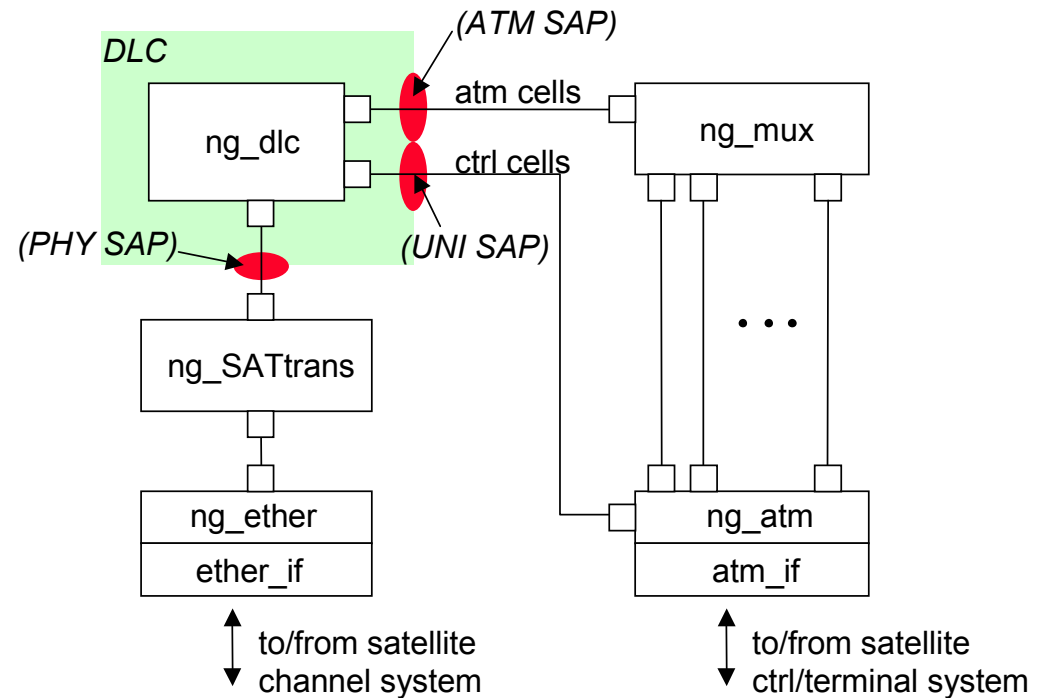 (ATM SAP)
DLC
atm cells
ng_dlc
ng_mux
ctrl cells
(PHY SAP)
(UNI SAP)
. . .
ng_SATtrans
ng_ether
ng_atm
ether_if
atm_if
to/from satellite
channel system
to/from satellite
ctrl/terminal system